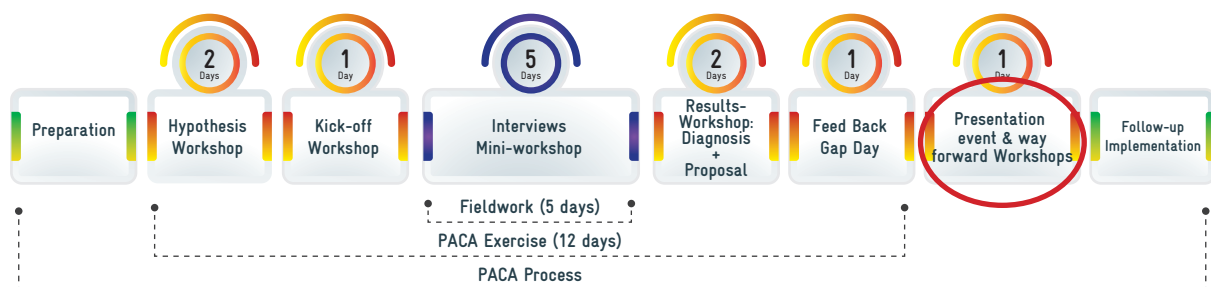 2
Days
1
Day
5
Days
2
Days
1
Day
1
Day
Preparation
Hypothesis
Workshop
Kick-off
Workshop
Interviews
Mini-workshop
Results-
Workshop:
Diagnosis
+
Proposal
Feed Back
Gap Day
Presentation
event & way
forward Workshops
Follow-up
Implementation
Fieldwork (5 days)
PACA Exercise (12 days)
PACA Process